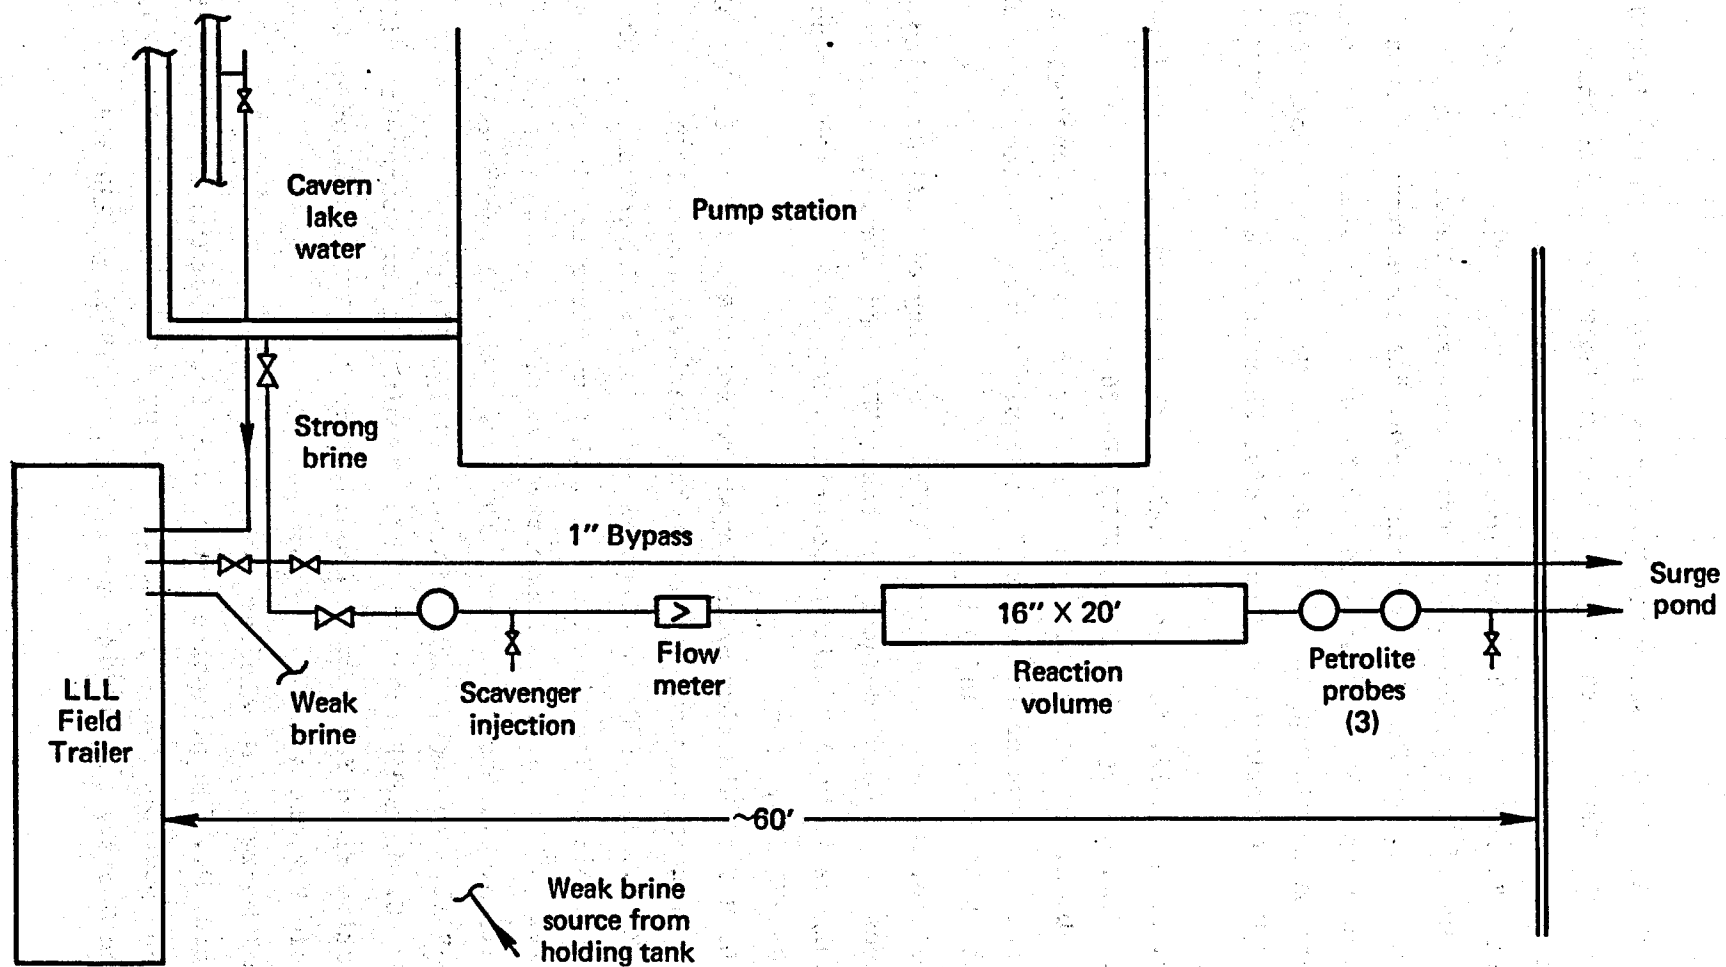 Cavern
lake
water
Pump station
Strong
brine
1" Bypass
Surge
pond
16" X 20'
>
Flow
meter
Reaction
volume
Petrolite
probes
(3)
Scavenger
injection
Weak
brine
LLL
Field
Trailer
~60'
Weak brine
source from
holding tank